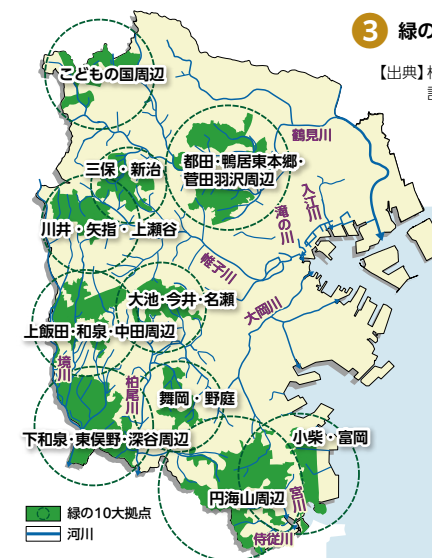 3 緑の
【出典】
こどもの国周辺
鶴見川
都田・鴨居東本郷・
菅田羽沢周辺
三保・新治
入江川
滝の川
川井・矢指・上瀬谷
帷子川
大池・今井・名瀬
大岡川
上飯田・和泉・中田周辺
境川
柏尾川
舞岡・野庭
下和泉・東俣野・深谷周辺
小柴・富岡
円海山周辺
宮川
侍従川
緑の10大拠点
河川